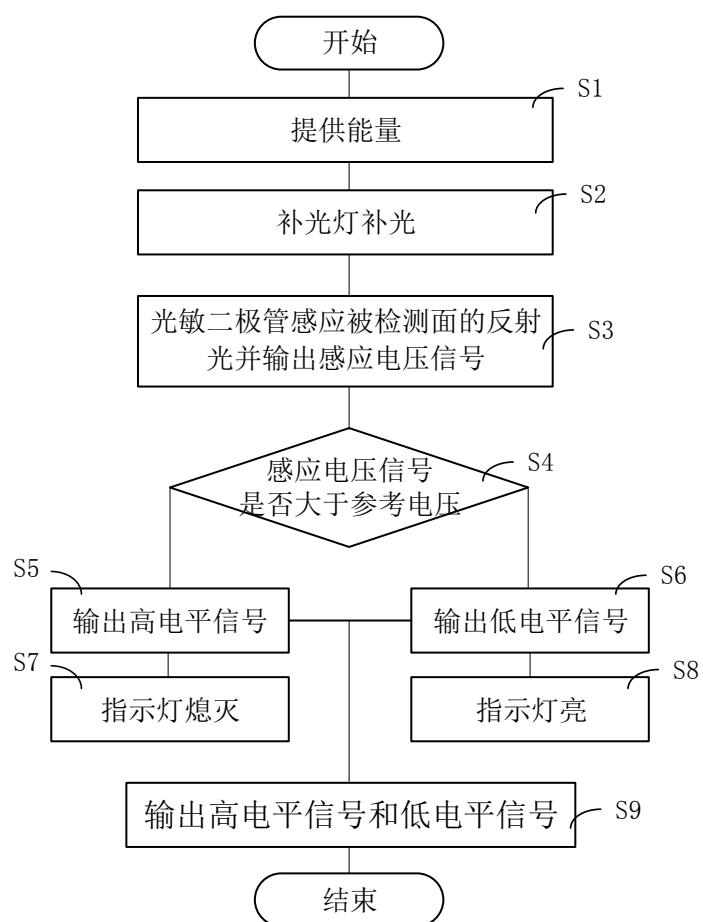 开始
S1
提供能量
S2
补光灯补光
光敏二极管感应被检测面的反射
光并输出感应电压信号
S3
感应电压信号
是否大于参考电压
S4
S5
输出高电平信号
S6
输出低电平信号
S7
指示灯熄灭
S8
指示灯亮
输出高电平信号和低电平信号
S9
结束